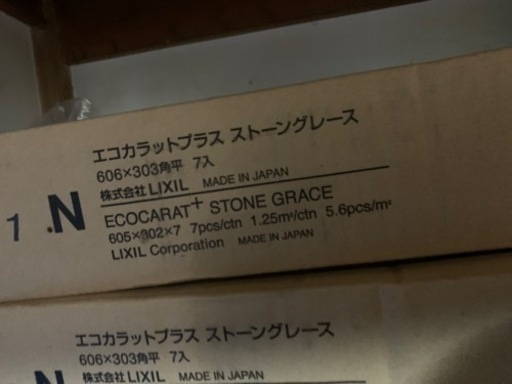 エコカラットプラス ストーングレース
606×303角平 7入
株式会社LIXIL MADE IN JAPAN
1 N
ECOCARAT+ STONE GRACE
605×302×7 7pcs/ctn 1.25m²/ctn 5.6pcs/m²
LIXIL Corporation MADE IN JAPAN
エコカラットプラス ストーングレース
606×303角平 7入
N 株式会社LIXIL MADE IN JAPAN